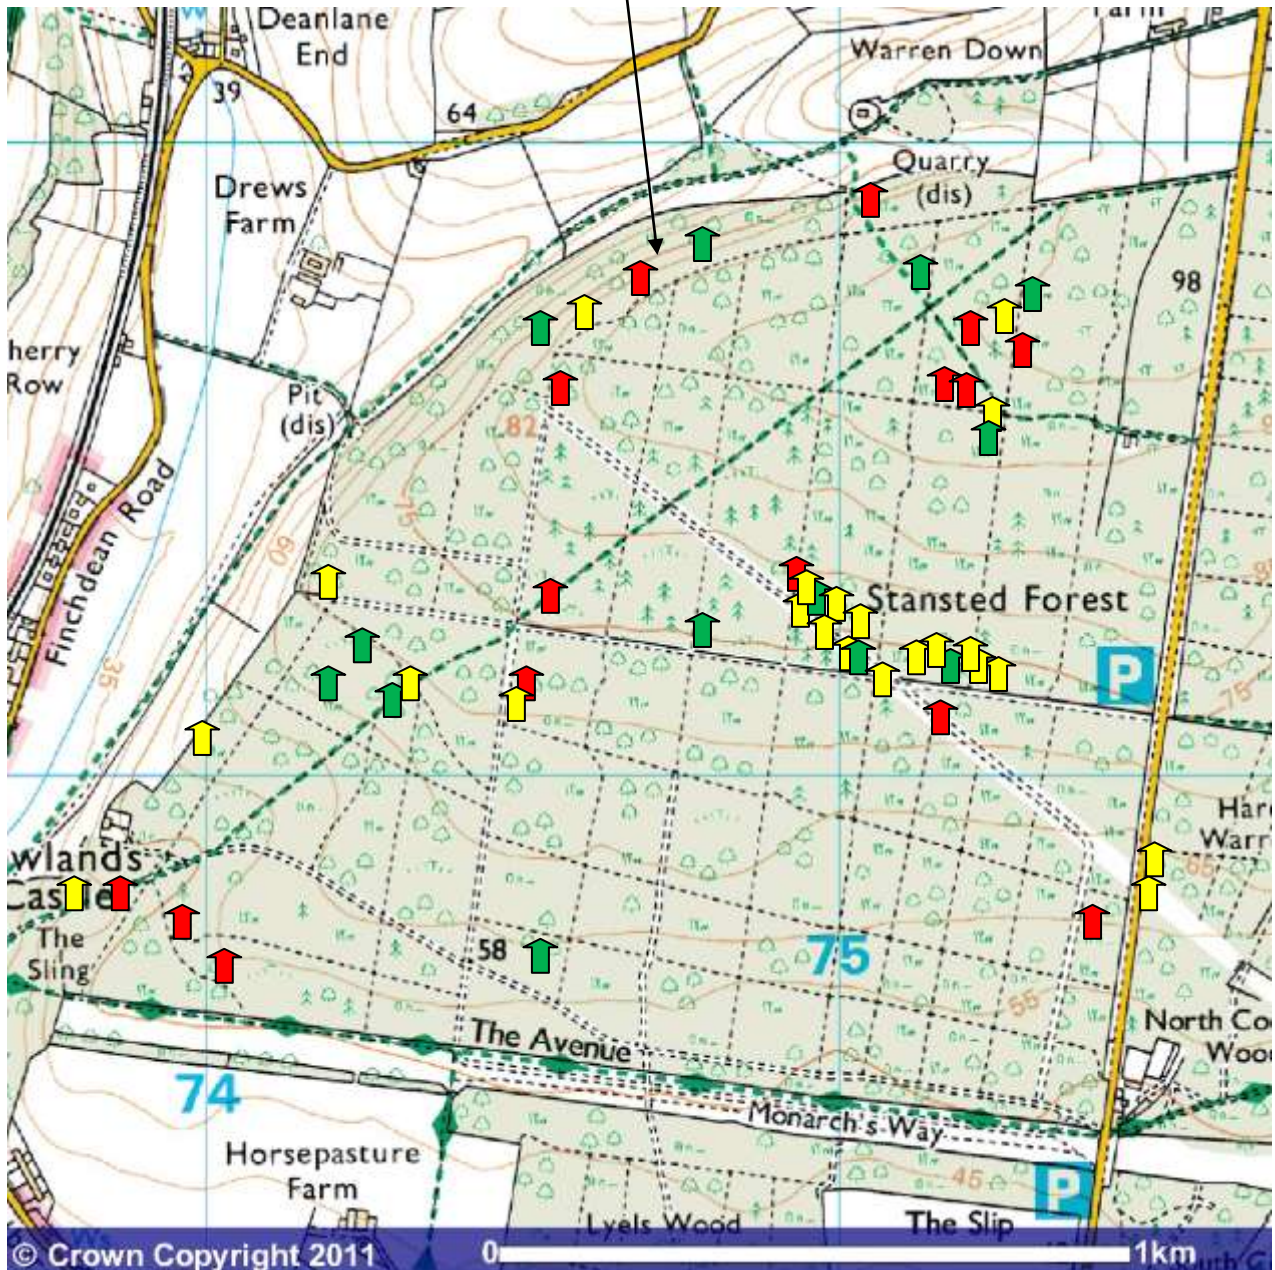 Deanlane
End
39
64
Warren Down
Drews
Farm
Quarry
(dis)
98
herry
Row
Pit
(dis)
82
75
60
Finchdean Road
35
Stansted Forest
P
75
wlands
Castle
The
Sling
58
75
55
65
Har
Warr
The Avenue
North Co
Wood
74
Monarch's Way
Horsepasture
Farm
45
P
Lyels Wood
The Slip
© Crown Copyright 2011
0
1km